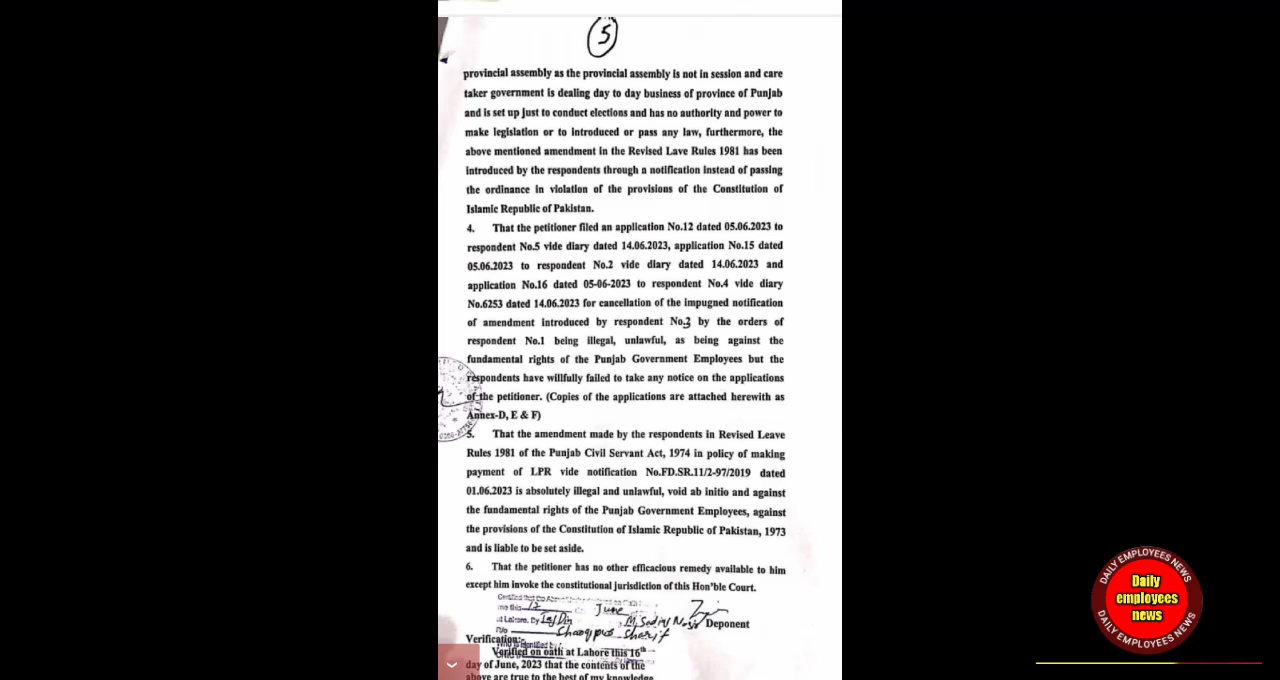 5
provincial assembly as the provincial assembly is not in session and care
taker government is dealing day to day business of province of Punjab
and is set up just to conduct elections and has no authority and power to
make legislation or to introduced or pass any law, furthermore, the
above mentioned amendment in the Revised Lave Rules 1981 has been
introduced by the respondents through a notification instead of passing
the ordinance in violation of the provisions of the Constitution of
Islamic Republic of Pakistan.
4. That the petitioner filed an application No.12 dated 05.06.2023 to
respondent No.5 vide diary dated 14.06.2023, application No.15 dated
05.06.2023 to respondent No.2 vide diary dated 14.06.2023 and
application No.16 dated 05-06-2023 to respondent No.4 vide diary
No.6253 dated 14.06.2023 for cancellation of the impugned notification
of amendment introduced by respondent No.3 by the orders of
respondent No.1 being illegal, unlawful, as being against the
fundamental rights of the Punjab Government Employees but the
respondents have willfully failed to take any notice on the applications
of the petitioner. (Copies of the applications are attached herewith as
Annex-D, E & F)
5. That the amendment made by the respondents in Revised Leave
Rules 1981 of the Punjab Civil Servant Act, 1974 in policy of making
payment of LPR vide notification No.FD.SR.11/2-97/2019 dated
01.06.2023 is absolutely illegal and unlawful, void ab initio and against
the fundamental rights of the Punjab Government Employees, against
the provisions of the Constitution of Islamic Republic of Pakistan, 1973
and is liable to be set aside.
6. That the petitioner has no other efficacious remedy available to him
except him invoke the constitutional jurisdiction of this Hon'ble Court.
Certified that the
June
Deponent
Verification:-
Verified on oath at Lahore this 16th
day of June, 2023 that the contents of the
above are true to the best of my knowledge
DAILY EMPLOYEES NEWS
Daily
employees
news
DAILY EMPLOYEES NEWS